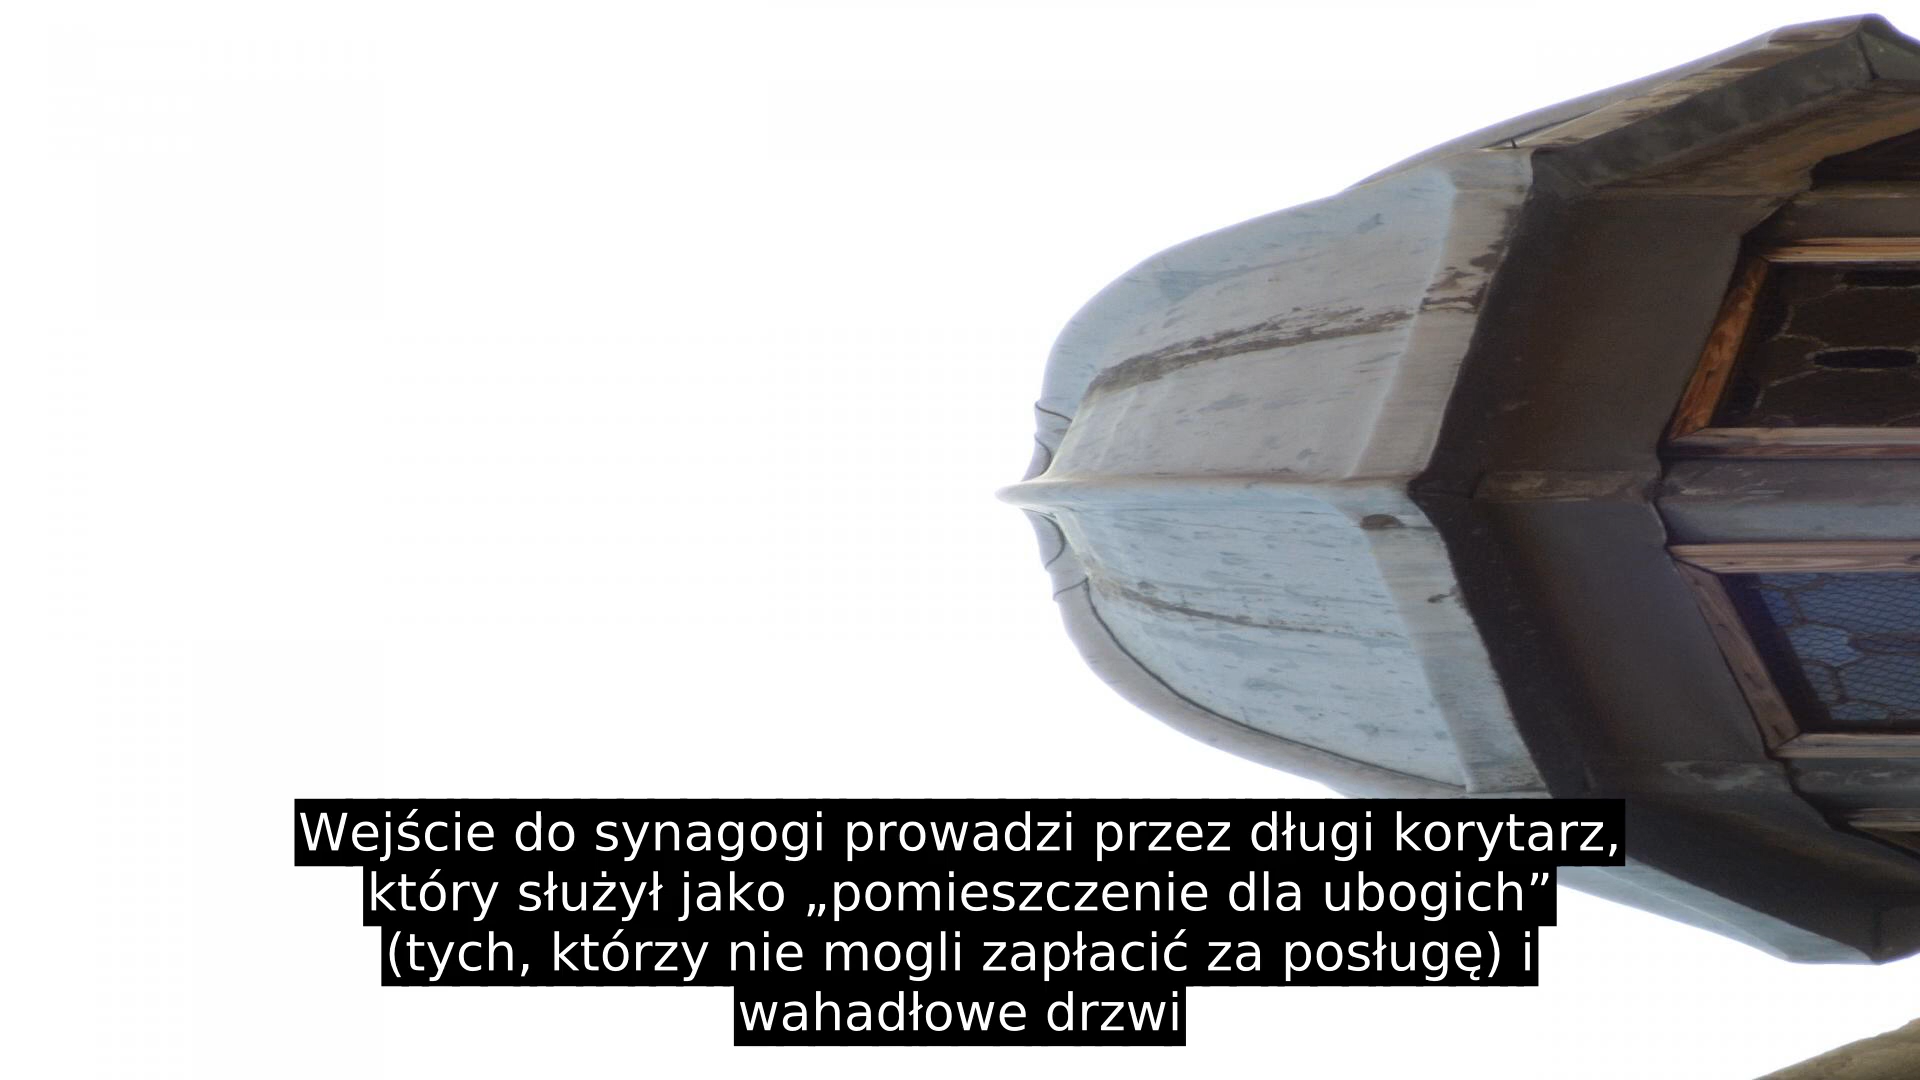 Wejście do synagogi prowadzi przez długi korytarz,
który służył jako „pomieszczenie dla ubogich”
(tych, którzy nie mogli zapłacić za posługę) i
wahadłowe drzwi